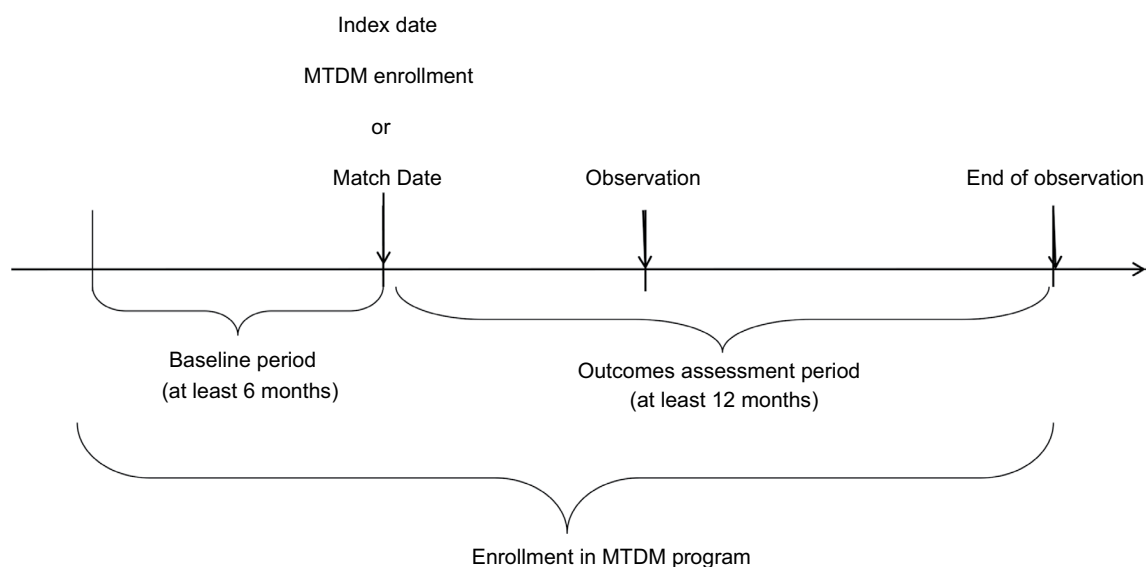 Index date
MTDM enrollment
or
Match Date
Observation
End of observation
Baseline period
(at least 6 months)
Outcomes assessment period
(at least 12 months)
Enrollment in MTDM program